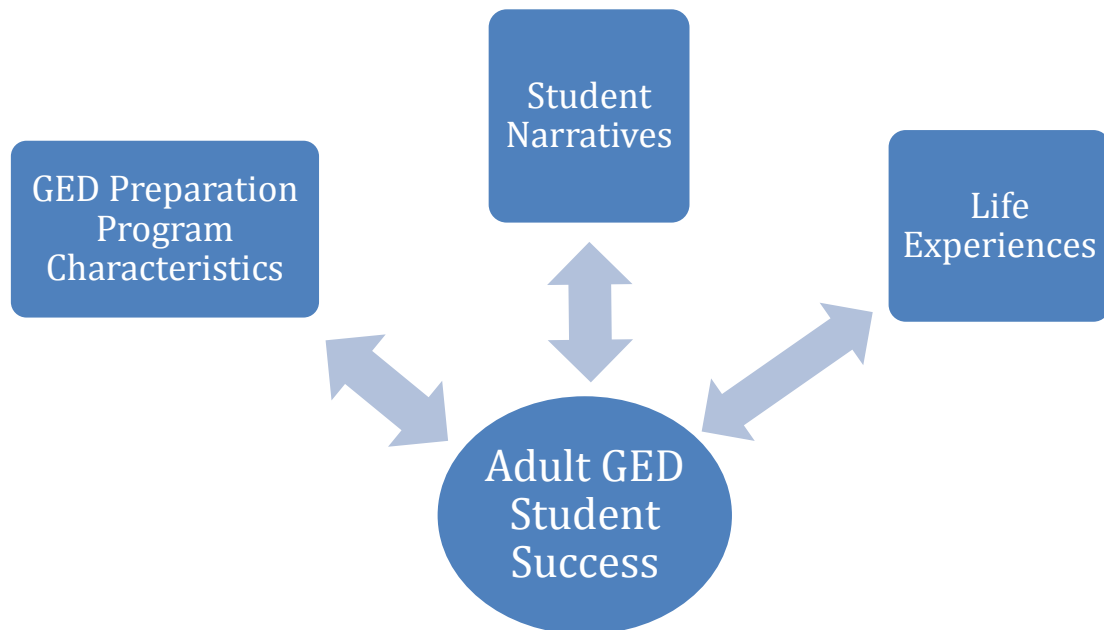 Student
Narratives
GED Preparation
Program
Characteristics
Life
Experiences
Adult GED
Student
Success